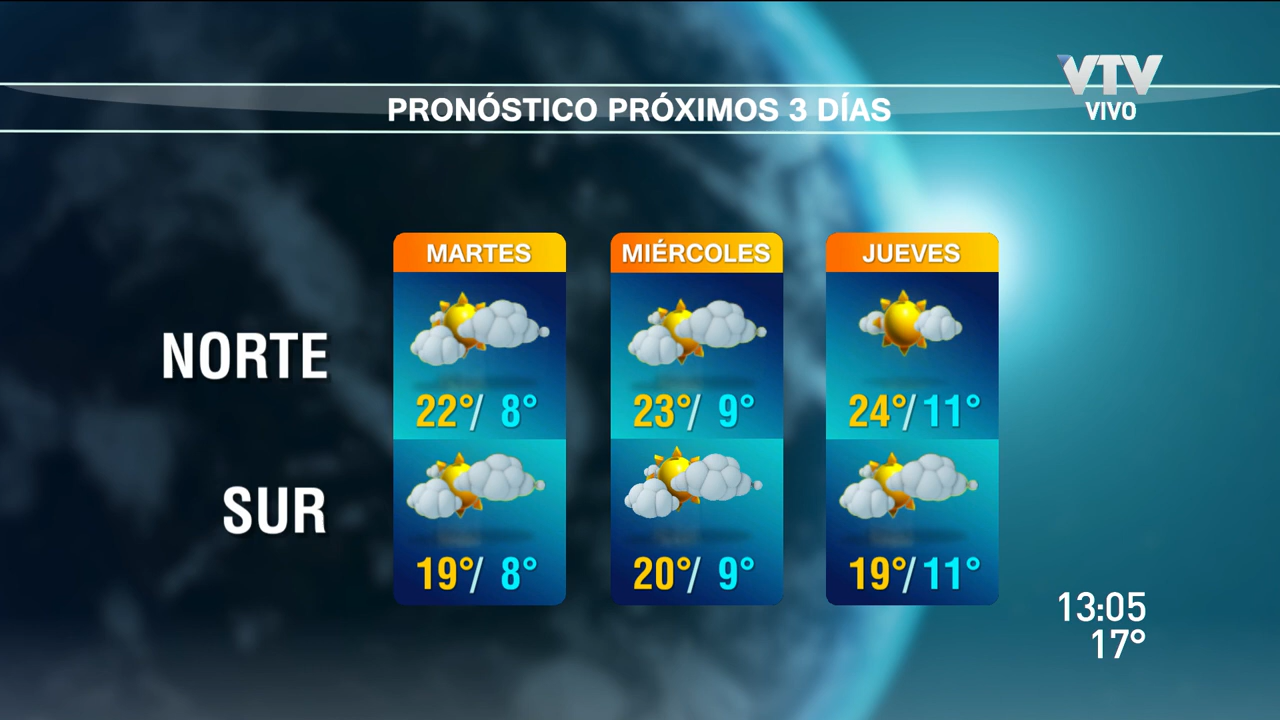 PRONÓSTICO PRÓXIMOS 3 DÍAS
VTV
VIVO
MARTES MIÉRCOLES JUEVES
NORTE
22°/ 8° 23°/ 9° 24°/11°
SUR
19°/ 8° 20°/ 9° 19°/11°
13:05
17°